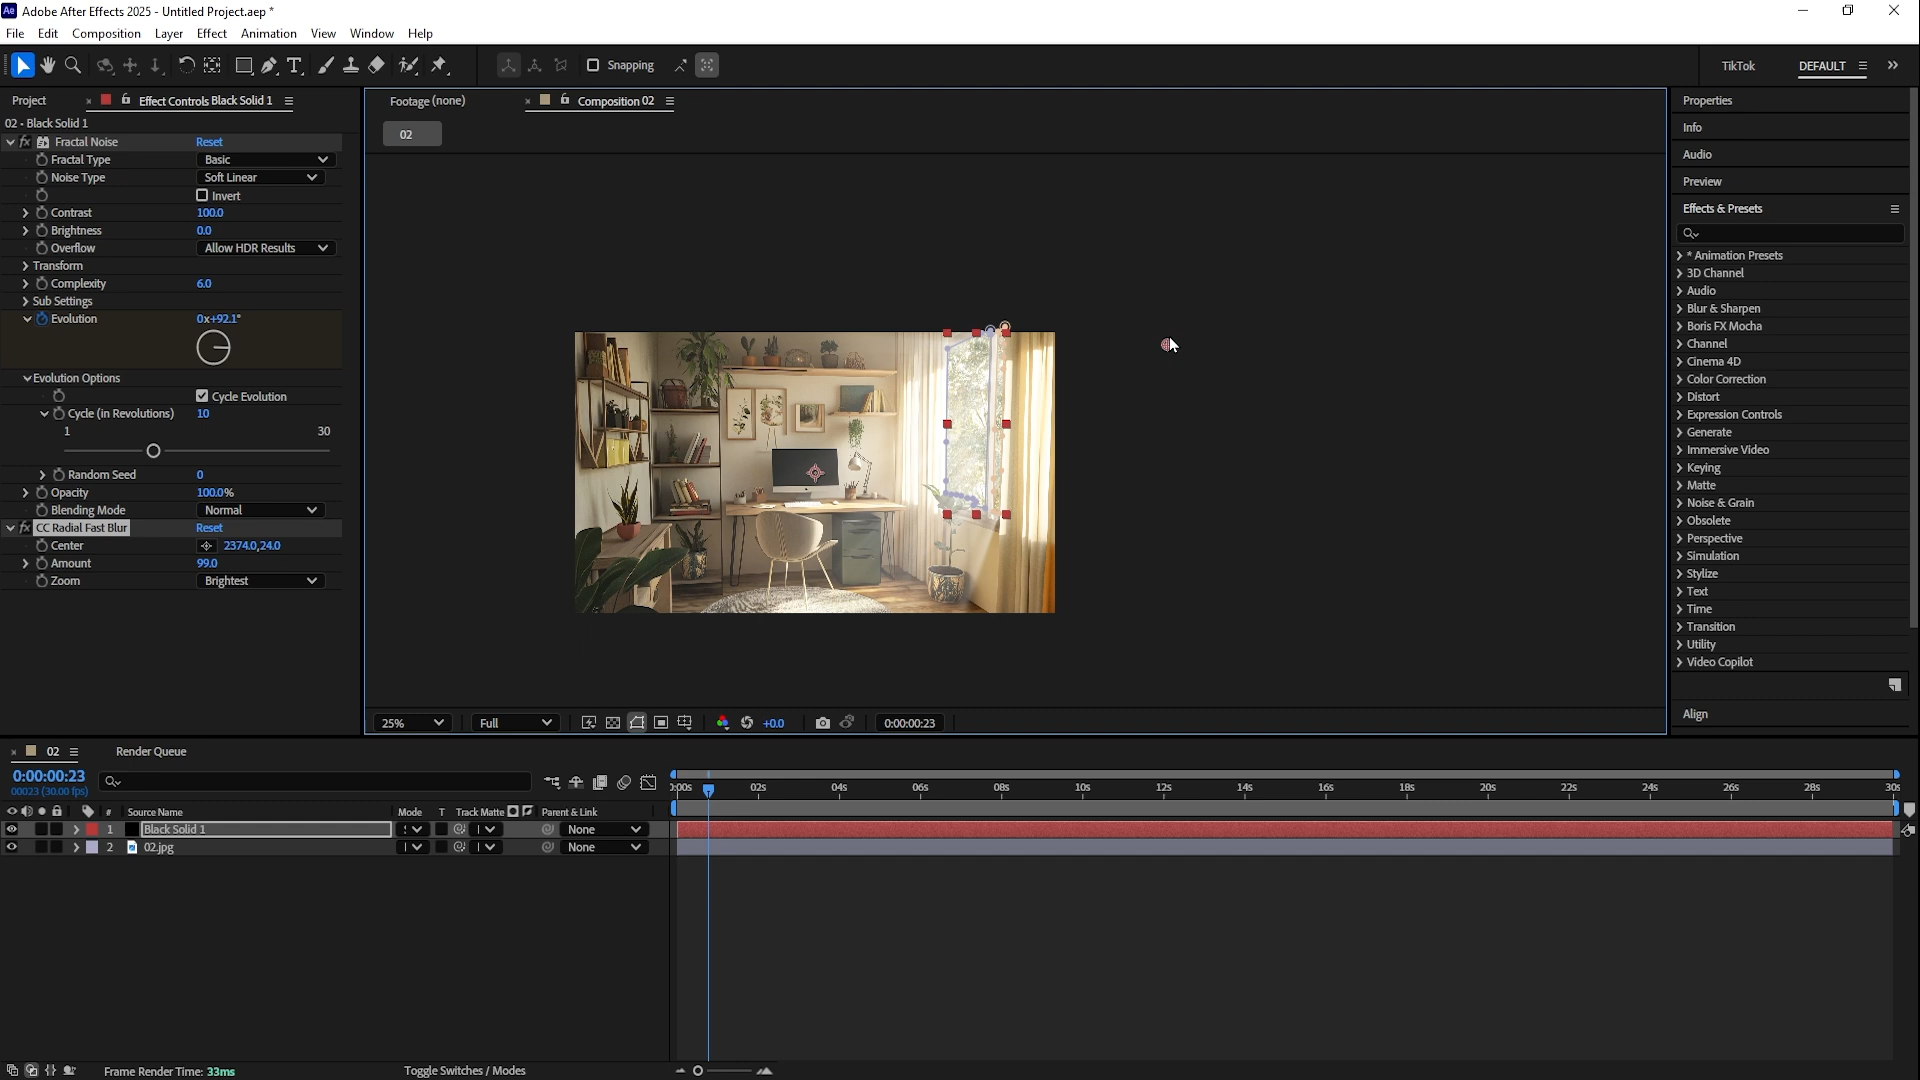 Ae Adobe After Effects 2025 - Untitled Project.aep *
File Edit Composition Layer Effect Animation View Window Help
Snapping TikTok DEFAULT
Project Effect Controls Black Solid 1 Footage (none) Composition 02
02 • Black Solid 1
02
fx Fractal Noise Reset
Fractal Type Basic
Noise Type Soft Linear
Invert
Contrast 100.0
Brightness 0.0
Overflow Allow HDR Results
Transform
Complexity 6.0
Sub Settings
Evolution 0x+92.1°
Evolution Options
Cycle Evolution
Cycle (in Revolutions) 10
1 30
Random Seed 0
Opacity 100.0%
Blending Mode Normal
fx CC Radial Fast Blur Reset
Center 2374.0,24.0
Amount 99.0
Zoom Brightest
25% Full +0.0 0:00:00:23
Properties
Info
Audio
Preview
Effects & Presets
* Animation Presets
3D Channel
Audio
Blur & Sharpen
Boris FX Mocha
Channel
Cinema 4D
Color Correction
Distort
Expression Controls
Generate
Immersive Video
Keying
Matte
Noise & Grain
Obsolete
Perspective
Simulation
Stylize
Text
Time
Transition
Utility
Video Copilot
Align
02 Render Queue
0:00:00:23
00023 (30.00 fps)
:00s 02s 04s 06s 08s 10s 12s 14s 16s 18s 20s 22s 24s 26s 28s 30s
# Source Name Mode T Track Matte Parent & Link
1 Black Solid 1 None
2 02.jpg None
Frame Render Time: 33ms Toggle Switches / Modes